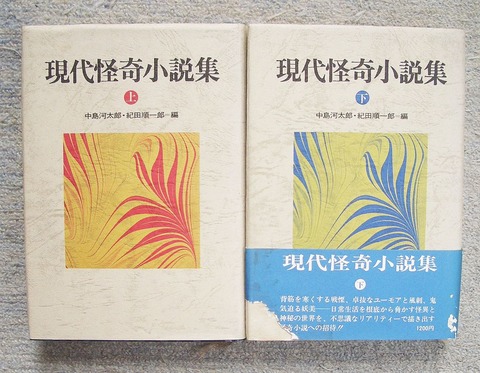 現代怪奇小説集
上
中島河太郎・紀田順一郎＝編
現代怪奇小説集
下
中島河太郎・紀田順一郎＝編
現代怪奇小説集
下
背筋を寒くする戦慄、卓抜なユーモアと風刺、鬼
気迫る妖美——日常生活を根底から脅かす怪異と
神秘の世界を、不思議なリアリティーで描き出す
奇小説への招待!!
1200円